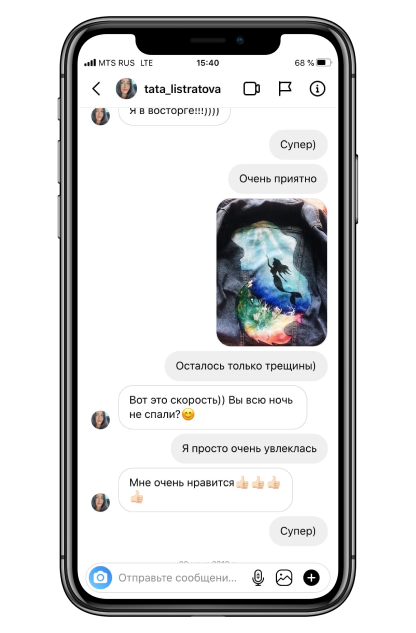 MTS RUS LTE 15:40 68 %
tata_listratova
Я в восторге!!!))))
Супер)
Очень приятно
Осталось только трещины)
Вот это скорость)) Вы всю ночь
не спали?😊
Я просто очень увлеклась
Мне очень нравится👍🏻👍🏻👍🏻
👍🏻
Супер)
Отправьте сообщени...